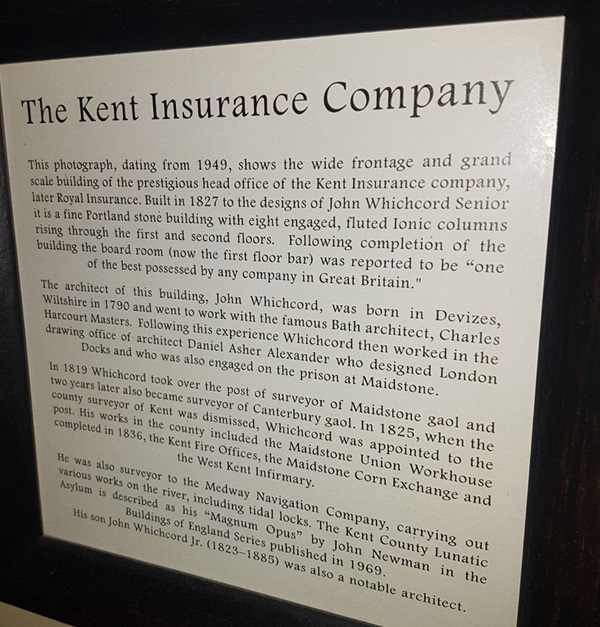 The Kent Insurance Company
This photograph, dating from 1949, shows the wide frontage and grand
scale building of the prestigious head office of the Kent Insurance company,
later Royal Insurance. Built in 1827 to the designs of John Whichcord Senior
it is a fine Portland stone building with eight engaged, fluted Ionic columns
rising through the first and second floors. Following completion of the
building the board room (now the first floor bar) was reported to be “one
of the best possessed by any company in Great Britain."
The architect of this building, John Whichcord, was born in Devizes,
Wiltshire in 1790 and went to work with the famous Bath architect, Charles
Harcourt Masters. Following this experience Whichcord then worked in the
drawing office of architect Daniel Asher Alexander who designed London
Docks and who was also engaged on the prison at Maidstone.
In 1819 Whichcord took over the post of surveyor of Maidstone gaol and
two years later also became surveyor of Canterbury gaol. In 1825, when the
county surveyor of Kent was dismissed, Whichcord was appointed to the
post. His works in the county included the Maidstone Union Workhouse
completed in 1836, the Kent Fire Offices, the Maidstone Corn Exchange and
the West Kent Infirmary.
He was also surveyor to the Medway Navigation Company, carrying out
various works on the river, including tidal locks. The Kent County Lunatic
Asylum is described as his “Magnum Opus” by John Newman in the
Buildings of England Series published in 1969.
His son John Whichcord Jr. (1823–1885) was also a notable architect.